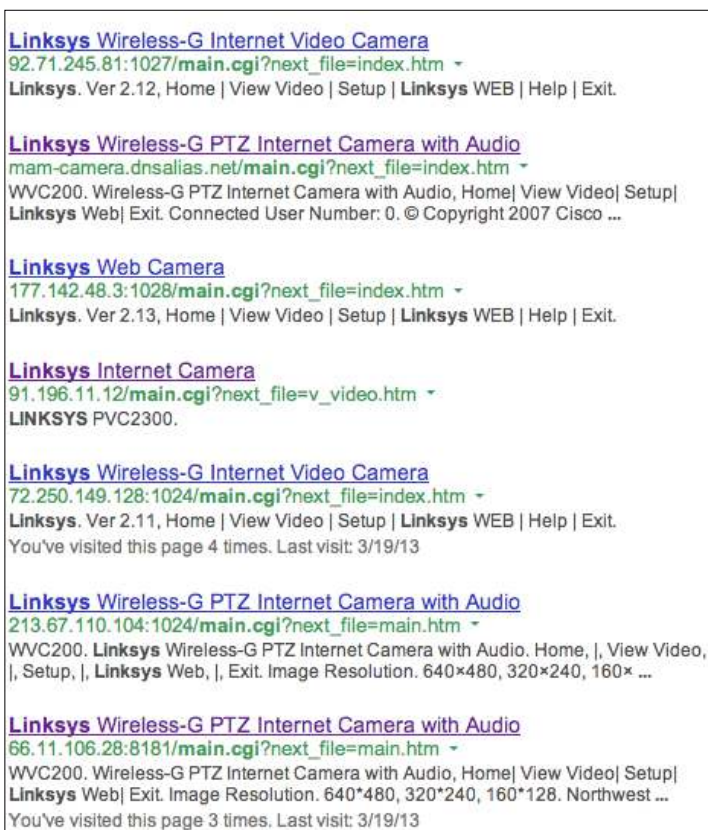 Linksys Wireless-G Internet Video Camera
92.71.245.81:1027/main.cgi?next_file=index.htm
Linksys. Ver 2.12, Home | View Video | Setup | Linksys WEB | Help | Exit.
Linksys Wireless-G PTZ Internet Camera with Audio
mam-camera.dnsalias.net/main.cgi?next_file=index.htm
WVC200. Wireless-G PTZ Internet Camera with Audio, Home| View Video| Setup|
Linksys Web| Exit. Connected User Number: 0. © Copyright 2007 Cisco ...
Linksys Web Camera
177.142.48.3:1028/main.cgi?next_file=index.htm
Linksys. Ver 2.13, Home | View Video | Setup | Linksys WEB | Help | Exit.
Linksys Internet Camera
91.196.11.12/main.cgi?next_file=v_video.htm
LINKSYS PVC2300.
Linksys Wireless-G Internet Video Camera
72.250.149.128:1024/main.cgi?next_file=index.htm
Linksys. Ver 2.11, Home | View Video | Setup | Linksys WEB | Help | Exit.
You've visited this page 4 times. Last visit: 3/19/13
Linksys Wireless-G PTZ Internet Camera with Audio
213.67.110.104:1024/main.cgi?next_file=main.htm
WVC200. Linksys Wireless-G PTZ Internet Camera with Audio. Home, |, View Video,
|, Setup, |, Linksys Web, |, Exit. Image Resolution. 640×480, 320×240, 160× ...
Linksys Wireless-G PTZ Internet Camera with Audio
66.11.106.28:8181/main.cgi?next_file=main.htm
WVC200. Wireless-G PTZ Internet Camera with Audio, Home| View Video| Setup|
Linksys Web| Exit. Image Resolution. 640*480, 320*240, 160*128. Northwest ...
You've visited this page 3 times. Last visit: 3/19/13